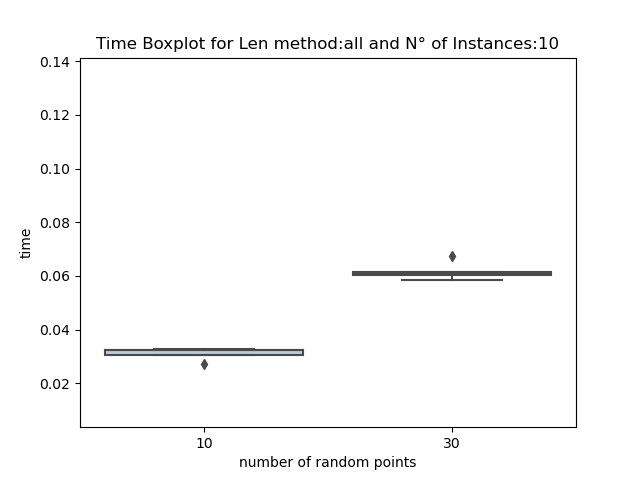 Time Boxplot for Len method:all and N° of Instances:10
0.14
0.12
0.10
0.08
0.06
0.04
0.02
time
10 30
number of random points